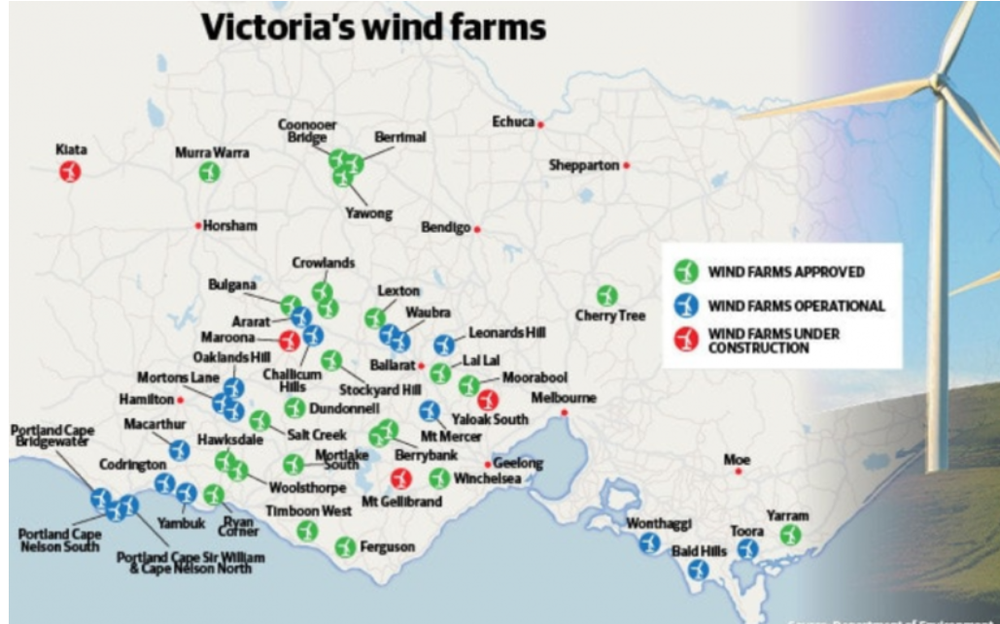 Victoria's wind farms
Echuca
Coonooer
Bridge
Berrimal
Kiata
Murra Warra
Shepparton
Yawong
Horsham
Bendigo
Crowlands
WIND FARMS APPROVED
Bulgana
Lexton
WIND FARMS OPERATIONAL
Ararat
Waubra
Cherry Tree
Maroona
Leonards Hill
WIND FARMS UNDER
CONSTRUCTION
Oaklands Hill
Challicum
Hills
Ballarat
Lal Lal
Mortons Lane
Stockyard Hill
Moorabool
Hamilton
Dundonnell
Melbourne
Yaloak South
Macarthur
Salt Creek
Mt Mercer
Portland Cape
Bridgewater
Hawksdale
Mortlake
South
Berrybank
Codrington
Geelong
Moe
Woolsthorpe
Winchelsea
Mt Gellibrand
Timboon West
Yambuk
Ryan
Corner
Wonthaggi
Yarram
Toora
Portland Cape
Nelson South
Ferguson
Bald Hills
Portland Cape Sir William
& Cape Nelson North
Source: Department of Environment